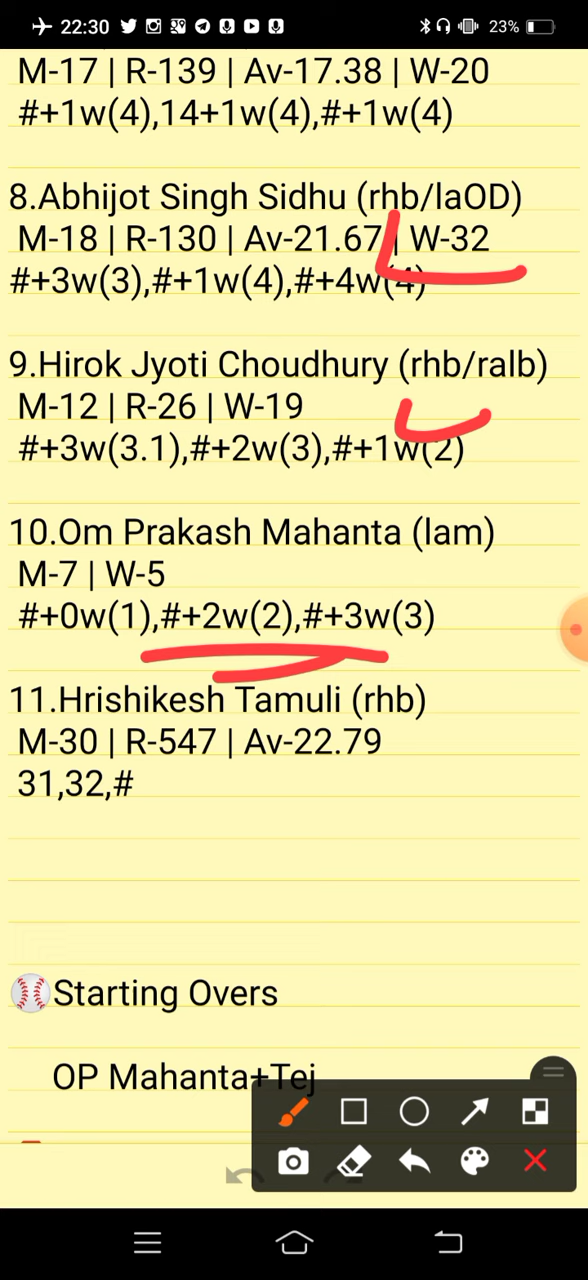 22:30
23%
M-17 | R-139 | Av-17.38 | W-20
#+1w(4),14+1w(4),#+1w(4)
8.Abhijot Singh Sidhu (rhb/laOD)
M-18 | R-130 | Av-21.67 | W-32
#+3w(3),#+1w(4),#+4w(4)
9.Hirok Jyoti Choudhury (rhb/ralb)
M-12 | R-26 | W-19
#+3w(3.1),#+2w(3),#+1w(2)
10.Om Prakash Mahanta (lam)
M-7 | W-5
#+0w(1),#+2w(2),#+3w(3)
11.Hrishikesh Tamuli (rhb)
M-30 | R-547 | Av-22.79
31,32,#
Starting Overs
OP Mahanta+Tej